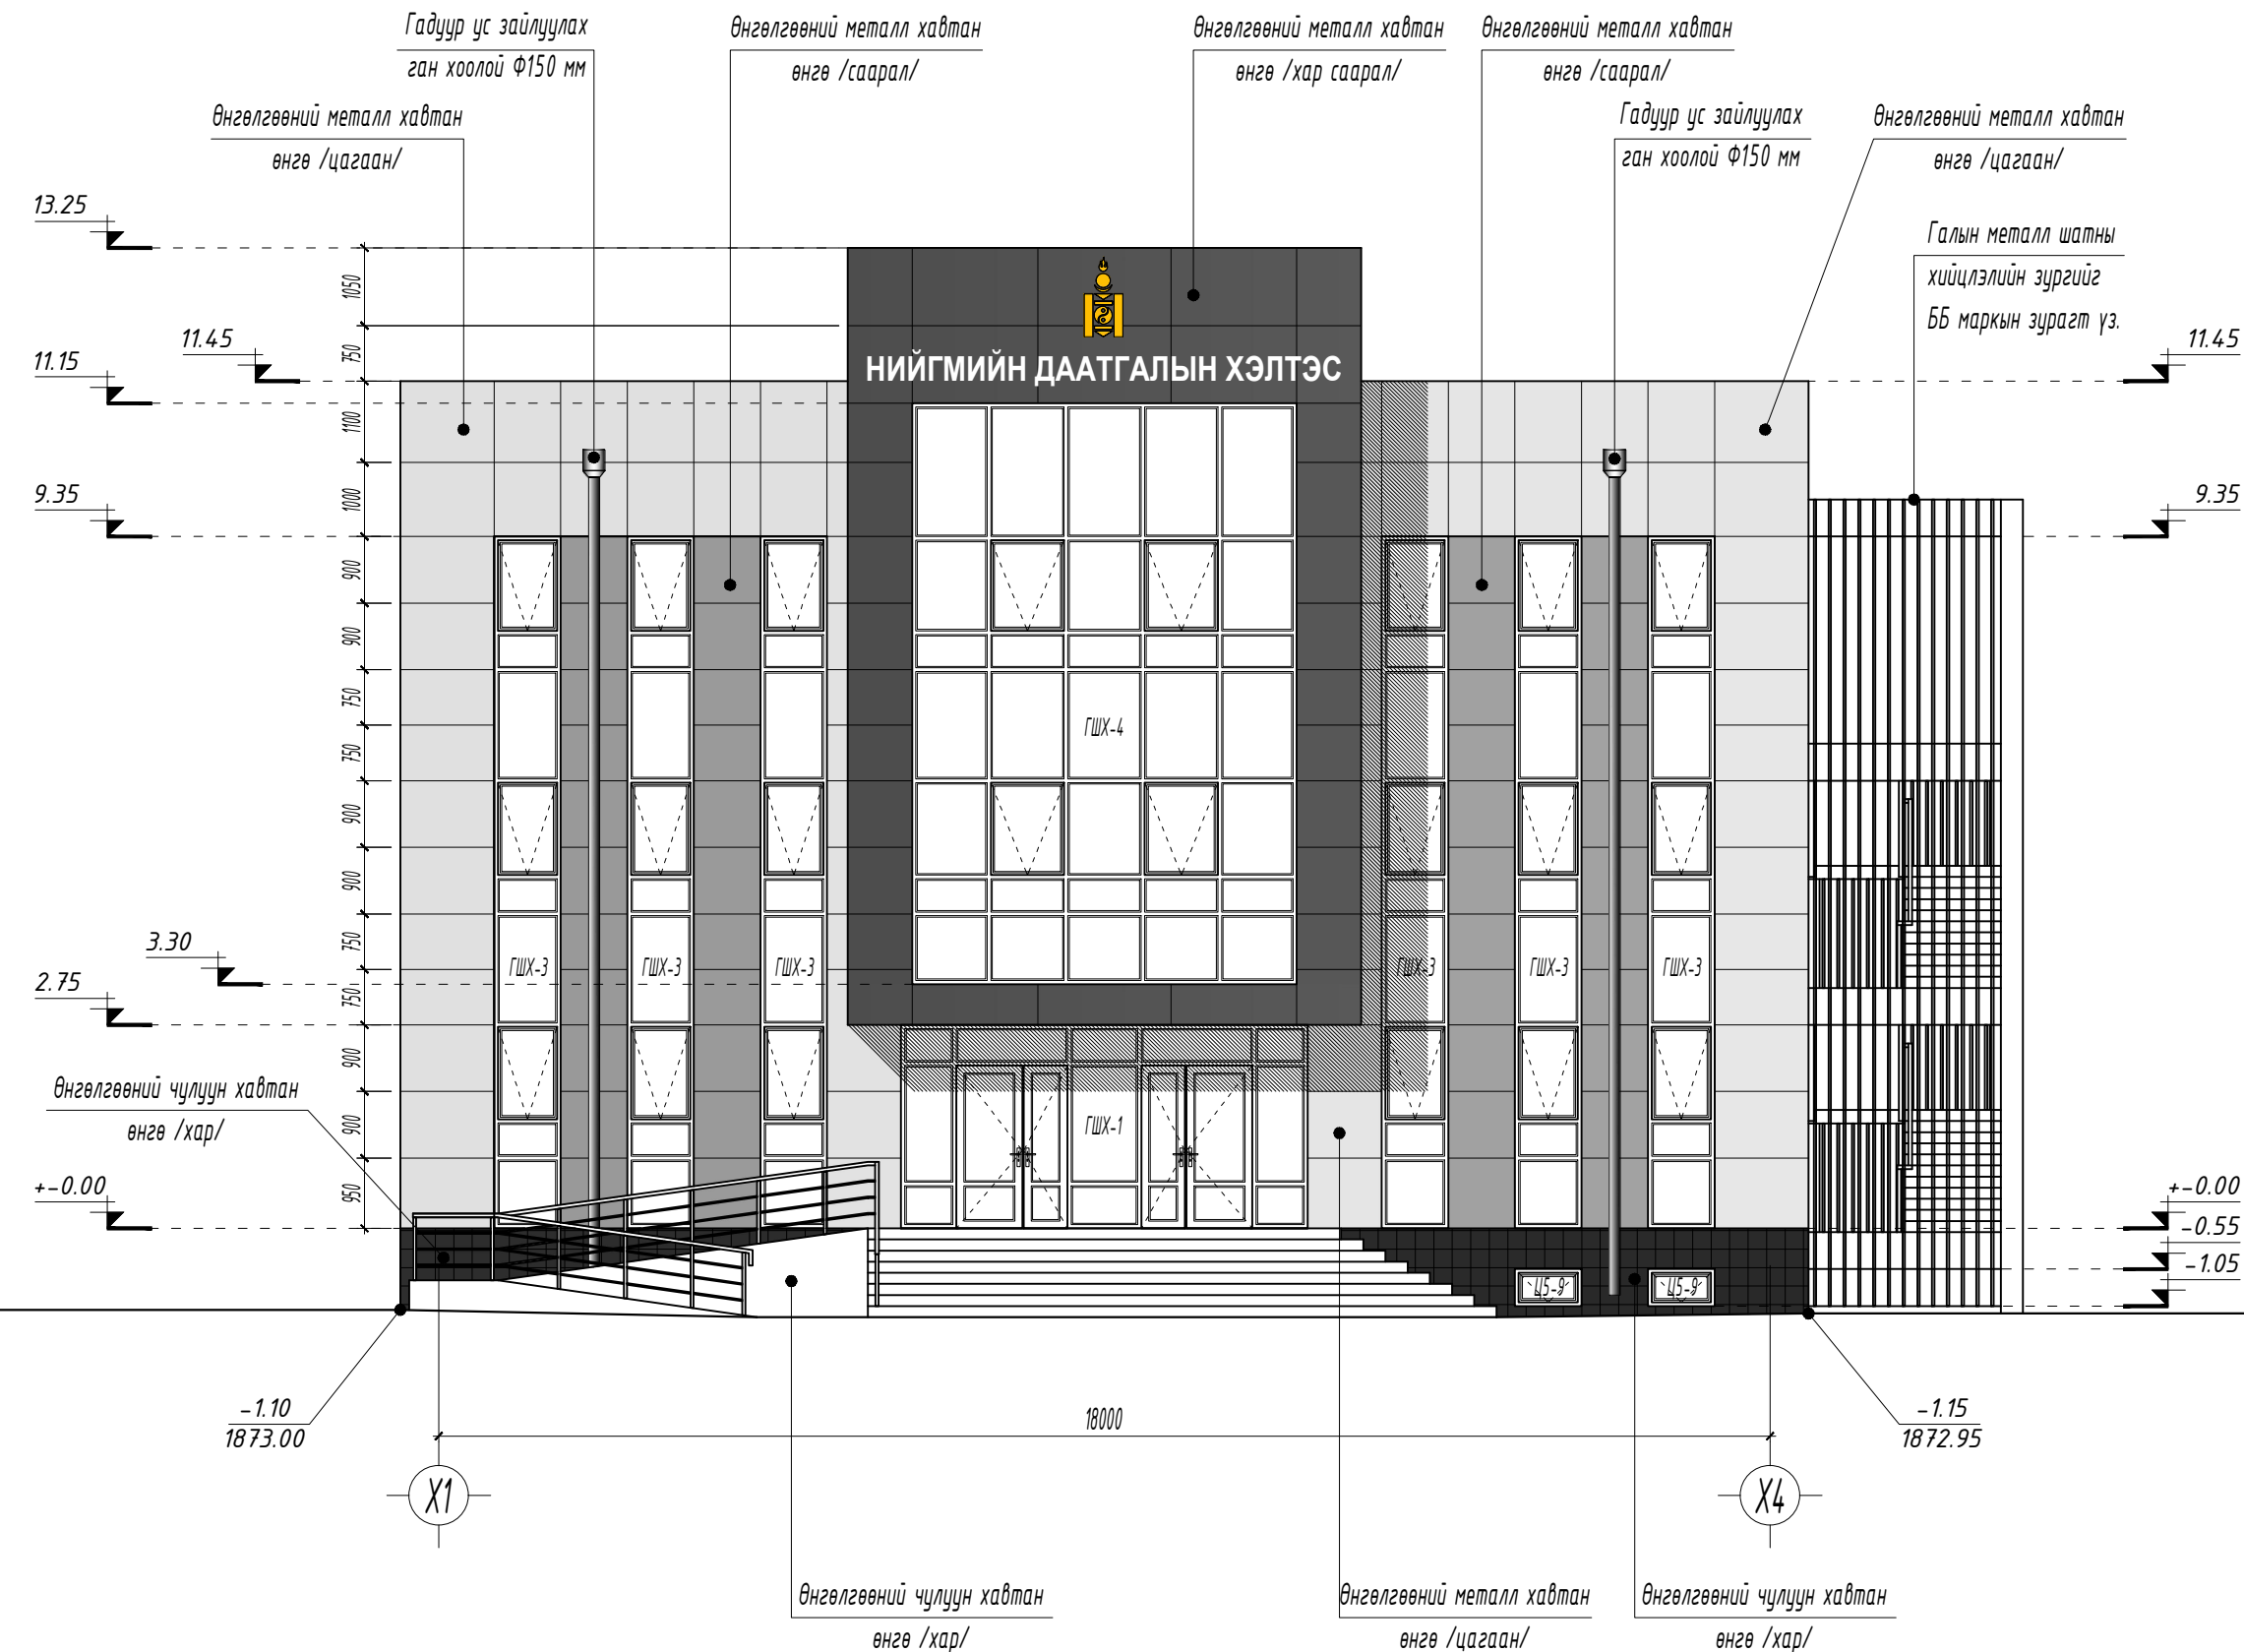 Гадуур ус зайлуулах
ган хоолой Ф150 мм
Өнгөлгөөний металл хавтан
өнгө /саарал/
Өнгөлгөөний металл хавтан
өнгө /хар саарал/
Өнгөлгөөний металл хавтан
өнгө /саарал/
Өнгөлгөөний металл хавтан
өнгө /цагаан/
Гадуур ус зайлуулах
ган хоолой Ф150 мм
Өнгөлгөөний металл хавтан
өнгө /цагаан/
Галын металл шатны
хийцлэлийн зургийг
ББ маркын зурагт үз.
13.25
11.45
11.15
9.35
3.30
2.75
+-0.00
1050
750
1100
1000
900
900
750
750
900
900
750
750
900
900
950
НИЙГМИЙН ДААТГАЛЫН ХЭЛТЭС
ГШХ-4
ГШХ-3
ГШХ-3
ГШХ-3
ГШХ-3
ГШХ-3
ГШХ-3
ГШХ-1
Ц5-9
Ц5-9
11.45
9.35
+-0.00
-0.55
-1.05
Өнгөлгөөний чулуун хавтан
өнгө /хар/
-1.10
1873.00
18000
-1.15
1872.95
X1
X4
Өнгөлгөөний чулуун хавтан
өнгө /хар/
Өнгөлгөөний металл хавтан
өнгө /цагаан/
Өнгөлгөөний чулуун хавтан
өнгө /хар/